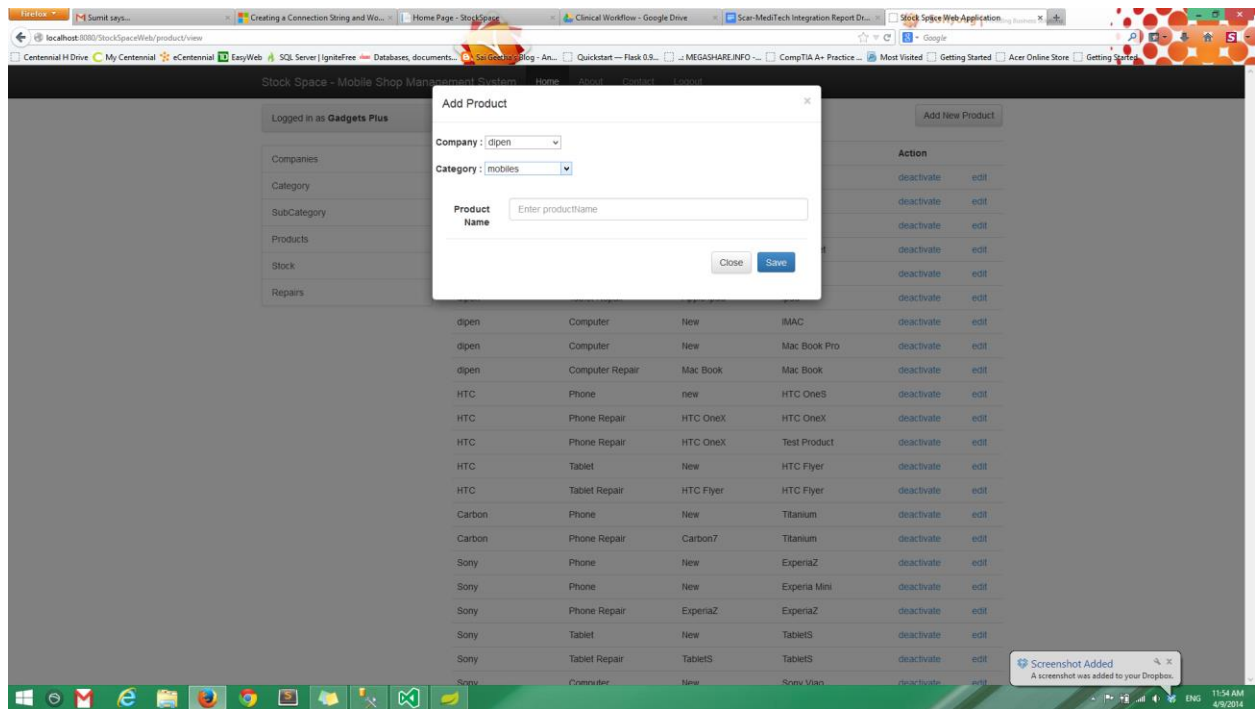 Firefox
Sumit says...
Creating a Connection String and Wo...
Home Page - StockSpace
Clinical Workflow - Google Drive
Scar-MediTech Integration Report Dr...
Stock Space Web Application
localhost:8080/StockSpaceWeb/product/view
Google
Centennial H Drive
My Centennial
eCentennial
EasyWeb
SQL Server | IgniteFree
Databases, documents...
Sai Geetha's Blog - An...
Quickstart — Flask 0.9...
..: MEGASHARE.INFO -...
CompTIA A+ Practice ...
Most Visited
Getting Started
Acer Online Store
Getting Started
Stock Space - Mobile Shop Management System Home About Contact Logout
Logged in as Gadgets Plus
Add New Product
Companies
Category
SubCategory
Products
Stock
Repairs
Add Product ×
Company : dipen
Category : mobiles
Product Name
Enter productName
Close Save
Action
deactivate edit
deactivate edit
deactivate edit
deactivate edit
deactivate edit
deactivate edit
dipen Computer New IMAC deactivate edit
dipen Computer New Mac Book Pro deactivate edit
dipen Computer Repair Mac Book Mac Book deactivate edit
HTC Phone new HTC OneS deactivate edit
HTC Phone Repair HTC OneX HTC OneX deactivate edit
HTC Phone Repair HTC OneX Test Product deactivate edit
HTC Tablet New HTC Flyer deactivate edit
HTC Tablet Repair HTC Flyer HTC Flyer deactivate edit
Carbon Phone New Titanium deactivate edit
Carbon Phone Repair Carbon7 Titanium deactivate edit
Sony Phone New ExperiaZ deactivate edit
Sony Phone New Experia Mini deactivate edit
Sony Phone Repair ExperiaZ ExperiaZ deactivate edit
Sony Tablet New TabletS deactivate edit
Sony Tablet Repair TabletS TabletS deactivate edit
Sony Computer New Sony Viao deactivate edit
Screenshot Added
A screenshot was added to your Dropbox.
ENG
11:54 AM
4/9/2014